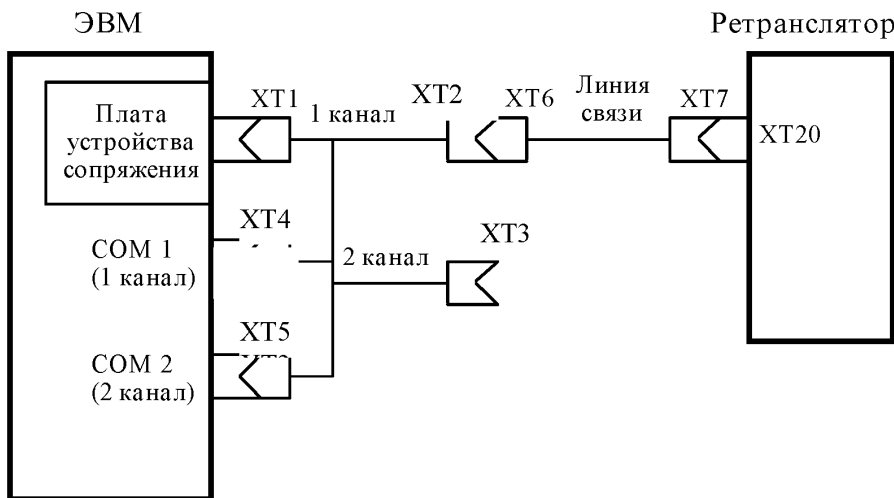 ЭВМ
Ретранслятор
Плата
устройства
сопряжения
XT1
1 канал
XT2
XT6
Линия
связи
XT7
XT20
XT4
COM 1
(1 канал)
2 канал
XT3
XT5
COM 2
(2 канал)